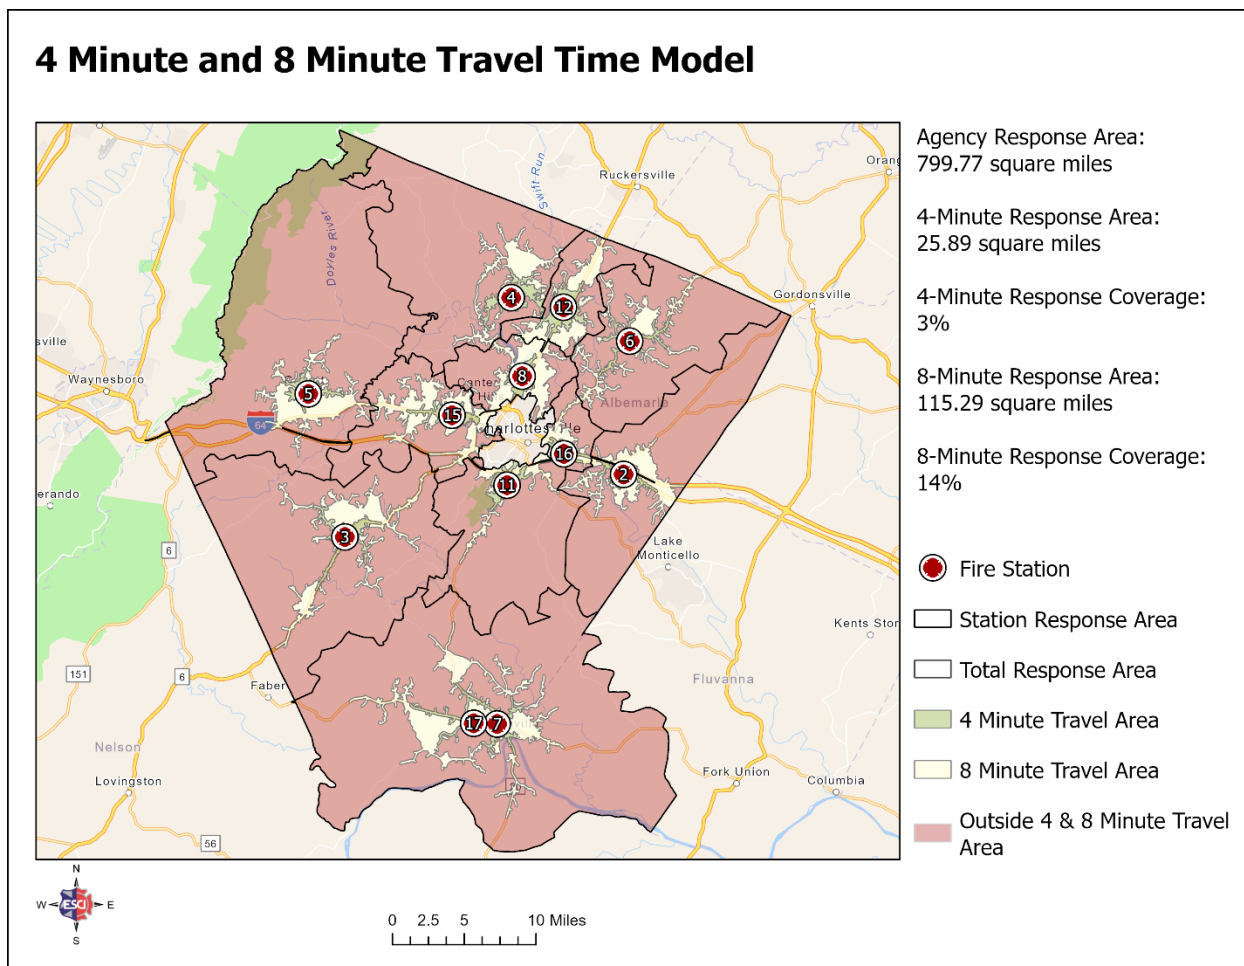 4 Minute and 8 Minute Travel Time Model
Agency Response Area:
799.77 square miles
4-Minute Response Area:
25.89 square miles
4-Minute Response Coverage:
3%
8-Minute Response Area:
115.29 square miles
8-Minute Response Coverage:
14%
Fire Station
Station Response Area
Total Response Area
4 Minute Travel Area
8 Minute Travel Area
Outside 4 & 8 Minute Travel
Area
Ruckersville
Swift Run
Doyles River
Gordonsville
sville
Waynesboro
4
12
6
5
8
15
64
Albemarle
16
2
11
erando
3
Lake
Monticello
6
Kents Stor
151
6
Faber
Fluvanna
17
7
Nelson
Lovingston
Fork Union
Columbia
56
N
W
E
S
ESCI
0 2.5 5 10 Miles